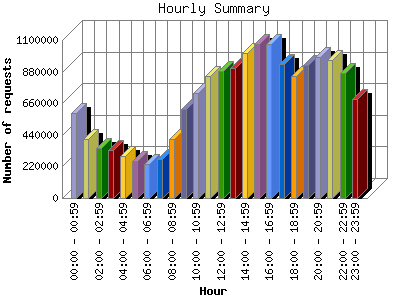 Hourly Summary
Number of requests
1100000
880000
660000
440000
220000
0
00:00 - 00:59
02:00 - 02:59
04:00 - 04:59
06:00 - 06:59
08:00 - 08:59
10:00 - 10:59
12:00 - 12:59
14:00 - 14:59
16:00 - 16:59
18:00 - 18:59
20:00 - 20:59
22:00 - 22:59
23:00 - 23:59
Hour